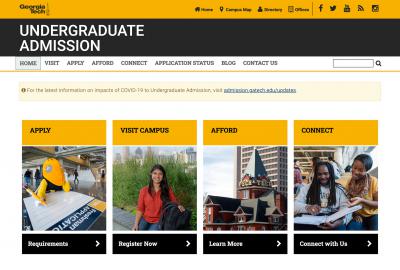 Georgia Tech
Home Campus Map Directory Offices
UNDERGRADUATE
ADMISSION
HOME VISIT APPLY AFFORD CONNECT APPLICATION STATUS BLOG CONTACT US
For the latest information on impacts of COVID-19 to Undergraduate Admission, visit admission.gatech.edu/updates.
APPLY VISIT CAMPUS AFFORD CONNECT
APPLICATION
Requirements Register Now Learn More Connect with Us